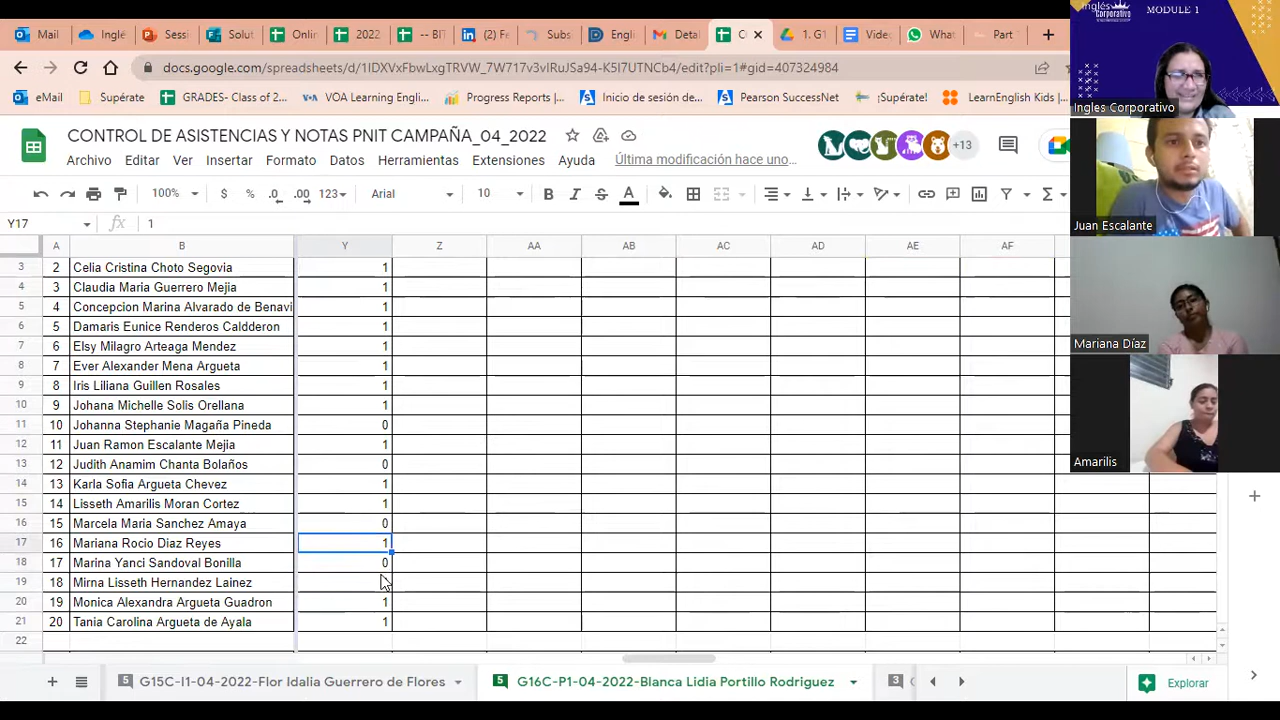 Mail
Inglé
Sessi
Solut
Onlin
2022
-- BIT
(2) Fe
Subs
Engli
Detai
C
1. G1
Video
What
Part
docs.google.com/spreadsheets/d/1DXVxFbwLxgTRVW_7W717v3vIRuJSa94-K5I7UTNCb4/edit?pli=1#gid=407324984
eMail
Supérate
GRADES- Class of 2...
VOA Learning Engli...
Progress Reports |...
Inicio de sesión de...
Pearson SuccessNet
¡Supérate!
LearnEnglish Kids |...
CONTROL DE ASISTENCIAS Y NOTAS PNIT CAMPAÑA_04_2022
+13
Archivo Editar Ver Insertar Formato Datos Herramientas Extensiones Ayuda Última modificación hace uno...
100% $ % .0 .00 123 Arial 10 B I S A
Y17 fx 1
A B Y Z AA AB AC AD AE AF
3 2 Celia Cristina Choto Segovia 1
4 3 Claudia Maria Guerrero Mejia 1
5 4 Concepcion Marina Alvarado de Benavi 1
6 5 Damaris Eunice Renderos Caldderon 1
7 6 Elsy Milagro Arteaga Mendez 1
8 7 Ever Alexander Mena Argueta 1
9 8 Iris Liliana Guillen Rosales 1
10 9 Johana Michelle Solis Orellana 1
11 10 Johanna Stephanie Magaña Pineda 0
12 11 Juan Ramon Escalante Mejia 1
13 12 Judith Anamim Chanta Bolaños 0
14 13 Karla Sofia Argueta Chevez 1
15 14 Lisseth Amarilis Moran Cortez 1
16 15 Marcela Maria Sanchez Amaya 0
17 16 Mariana Rocio Diaz Reyes 1
18 17 Marina Yanci Sandoval Bonilla 0
19 18 Mirna Lisseth Hernandez Lainez
20 19 Monica Alexandra Argueta Guadron 1
21 20 Tania Carolina Argueta de Ayala 1
22
5 G15C-I1-04-2022-Flor Idalia Guerrero de Flores
5 G16C-P1-04-2022-Blanca Lidia Portillo Rodriguez
3
Explorar
Inglés
Corporativo
MODULE 1
Ingles Corporativo
Juan Escalante
Mariana Díaz
Amarilis